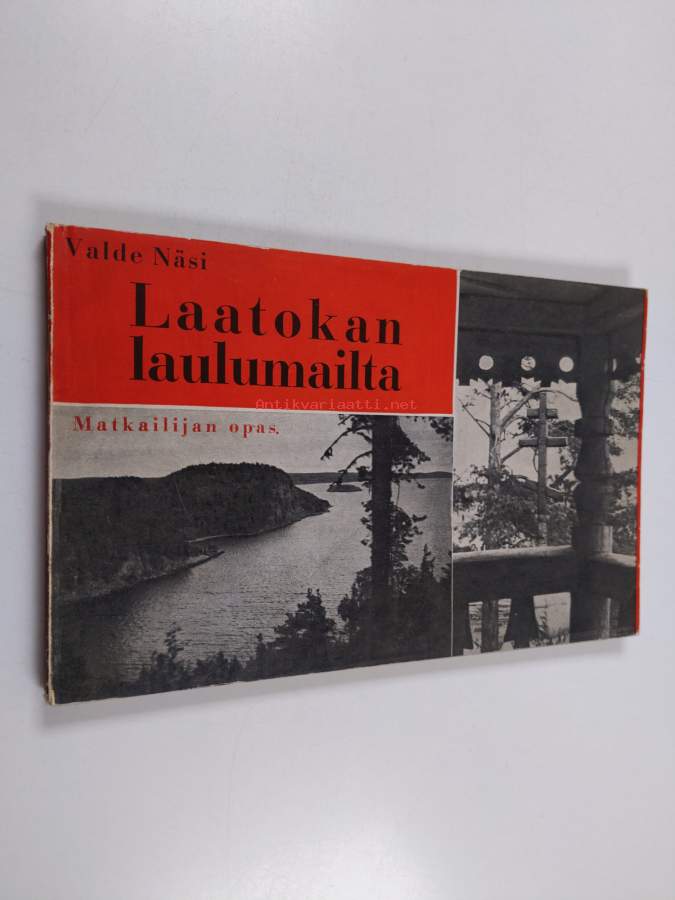 Valde Näsi
Laatokan
laulumailta
Antikvariaatti.net
Matkailijan opas.